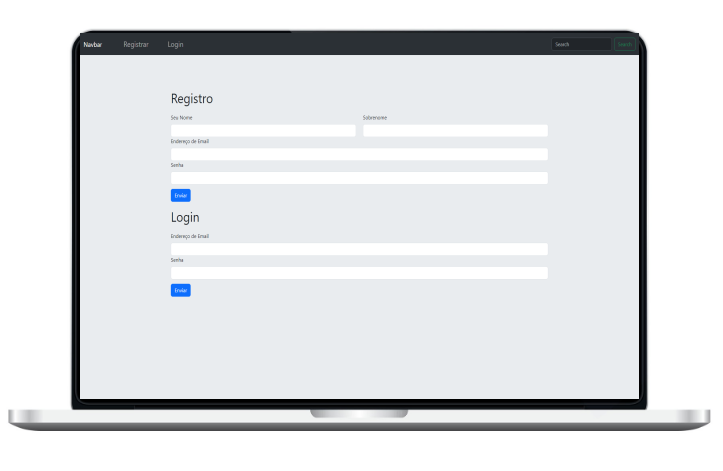 Navbar Registrar Login Search Search
Registro
Seu Nome Sobrenome
Endereço de Email
Senha
Enviar
Login
Endereço de Email
Senha
Enviar